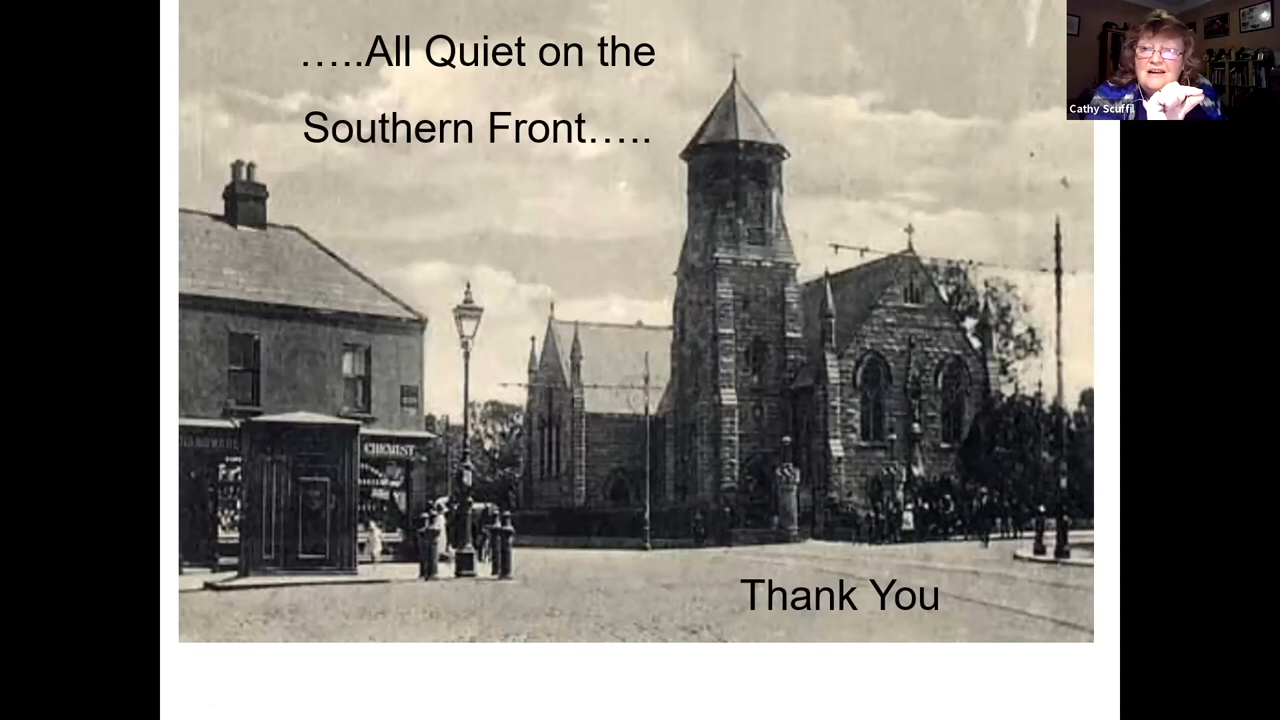 …..All Quiet on the
Southern Front…..
Cathy Scuffil
CHEMIST
Thank You